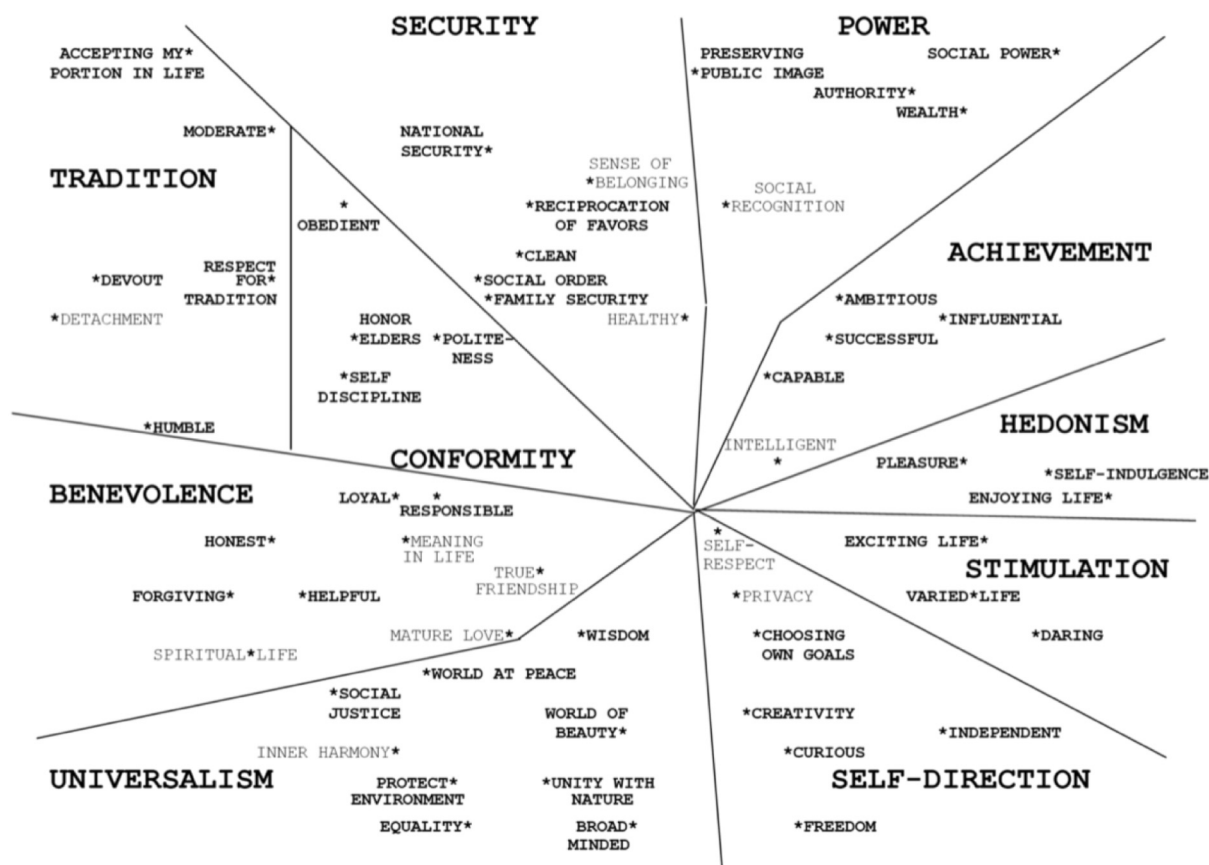 SECURITY
POWER
ACCEPTING MY*
PORTION IN LIFE
PRESERVING
*PUBLIC IMAGE
SOCIAL POWER*
AUTHORITY*
WEALTH*
MODERATE*
NATIONAL
SECURITY*
TRADITION
SENSE OF
*BELONGING
SOCIAL
*RECOGNITION
*
OBEDIENT
*RECIPROCATION
OF FAVORS
*CLEAN
ACHIEVEMENT
*DEVOUT
RESPECT
FOR*
TRADITION
*SOCIAL ORDER
*FAMILY SECURITY
*DETACHMENT
HEALTHY*
*AMBITIOUS
*INFLUENTIAL
*SUCCESSFUL
HONOR
*ELDERS
*POLITE-
NESS
*SELF
DISCIPLINE
*CAPABLE
*HUMBLE
HEDONISM
CONFORMITY
INTELLIGENT
*
PLEASURE*
*SELF-INDULGENCE
ENJOYING LIFE*
BENEVOLENCE
LOYAL*
*
RESPONSIBLE
HONEST*
*MEANING
IN LIFE
*
SELF-
RESPECT
EXCITING LIFE*
STIMULATION
TRUE*
FRIENDSHIP
FORGIVING*
*HELPFUL
*PRIVACY
VARIED*LIFE
MATURE LOVE*
*WISDOM
*CHOOSING
OWN GOALS
*DARING
SPIRITUAL*LIFE
*WORLD AT PEACE
*SOCIAL
JUSTICE
WORLD OF
BEAUTY*
*CREATIVITY
*INDEPENDENT
INNER HARMONY*
*CURIOUS
UNIVERSALISM
PROTECT*
ENVIRONMENT
*UNITY WITH
NATURE
SELF-DIRECTION
EQUALITY*
BROAD*
MINDED
*FREEDOM